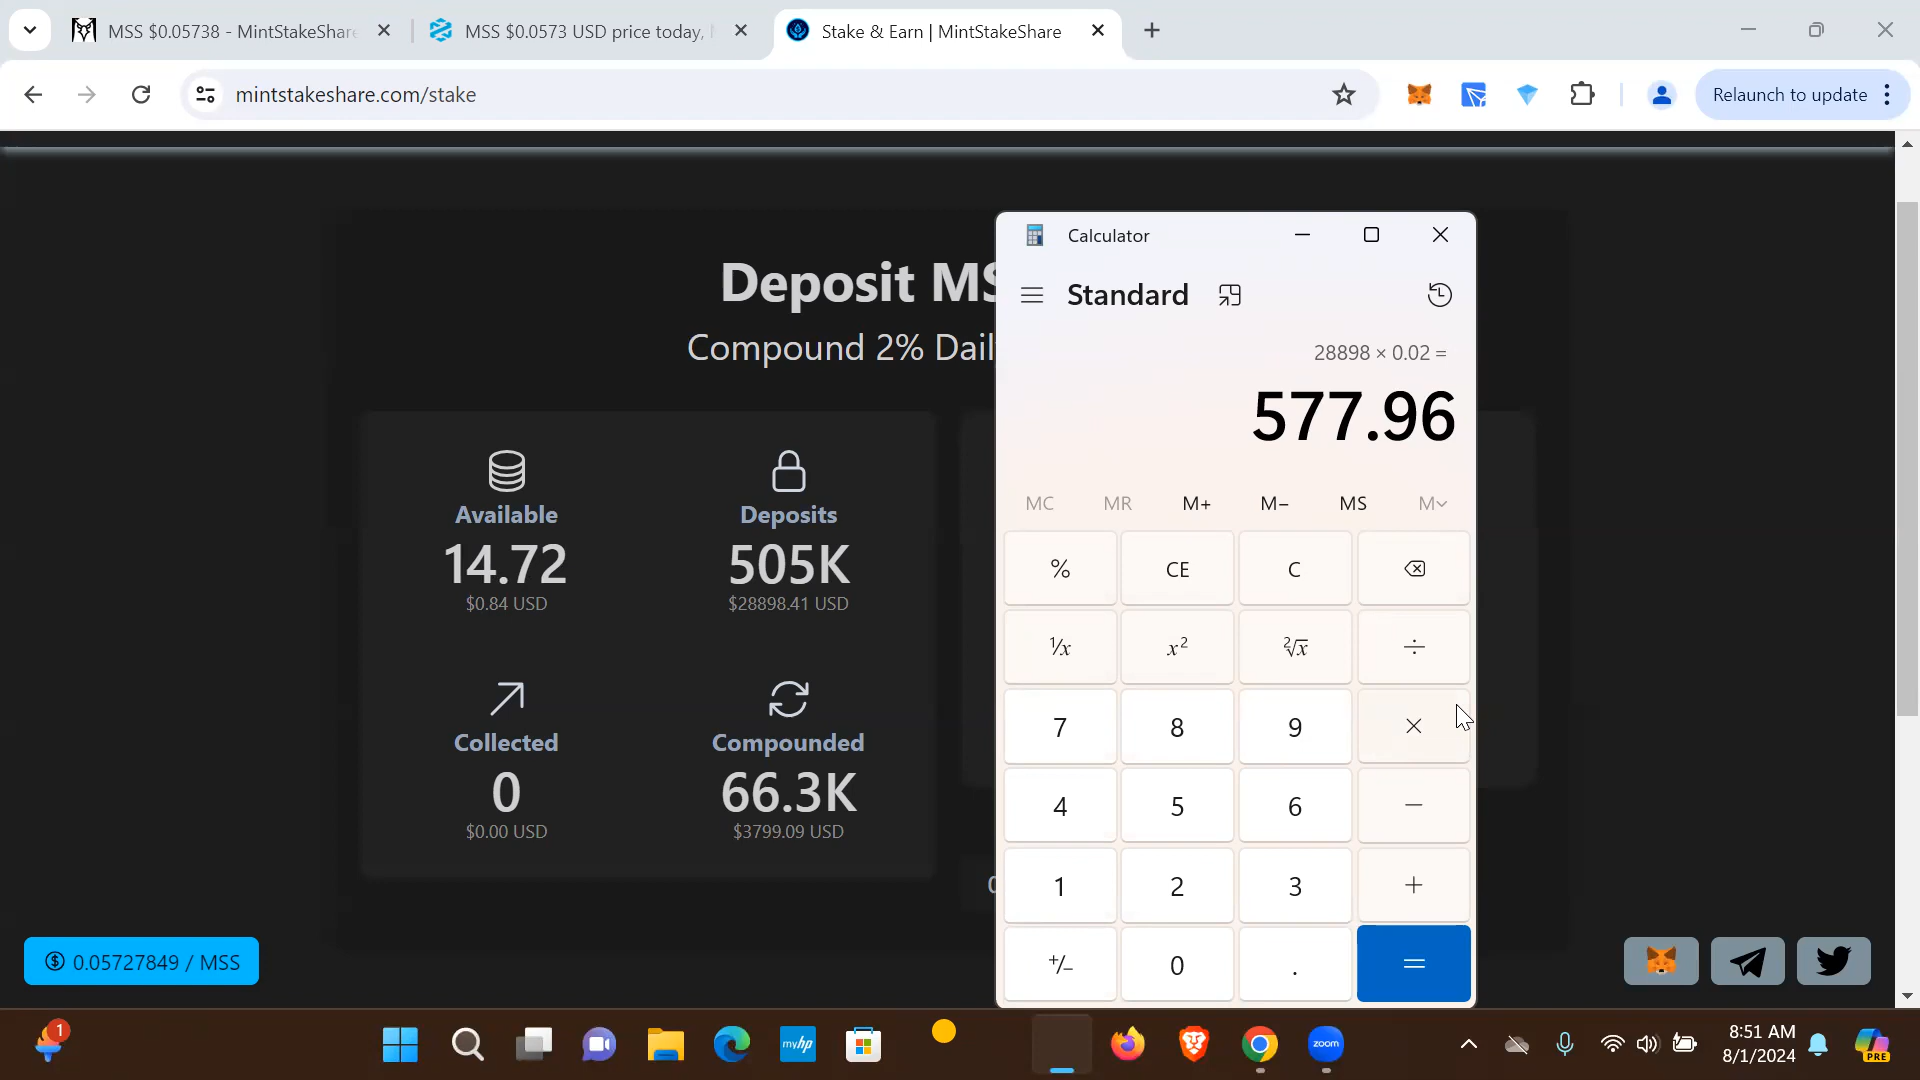 MSS $0.05738 - MintStakeShare
MSS $0.0573 USD price today,
Stake & Earn | MintStakeShare
mintstakeshare.com/stake
Relaunch to update
Deposit MS
Compound 2% Dail
Available
14.72
$0.84 USD
Deposits
505K
$28898.41 USD
Collected
0
$0.00 USD
Compounded
66.3K
$3799.09 USD
Calculator
Standard
28898 × 0.02 =
577.96
MC MR M+ M− MS M
% CE C
1/x x2 2√x ÷
7 8 9 ×
4 5 6 −
1 2 3 +
+/− 0 . =
0.05727849 / MSS
1
myhp
zoom
8:51 AM
8/1/2024
PRE